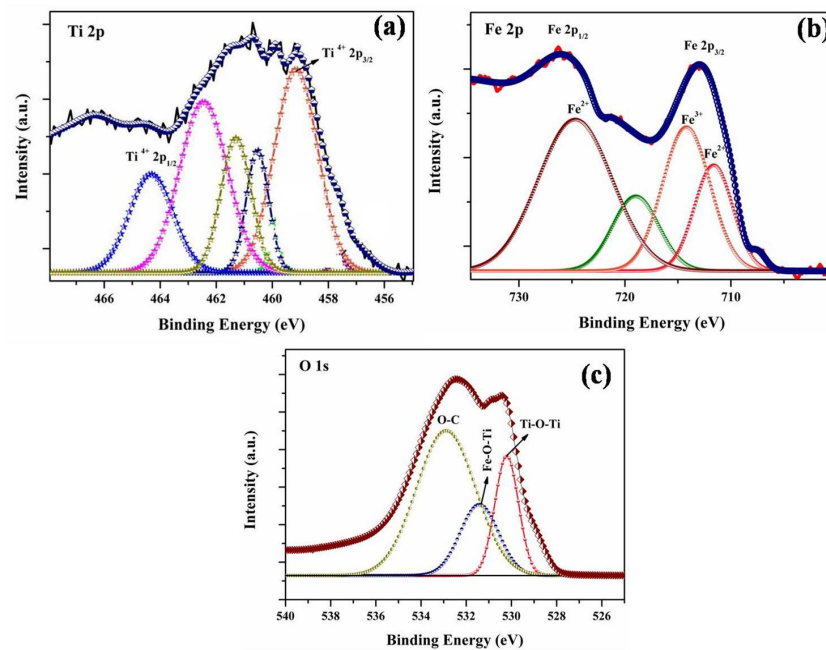 Ti 2p
(a)
Ti 4+ 2p3/2
Ti 4+ 2p1/2
Intensity (a.u.)
466 464 462 460 458 456
Binding Energy (eV)
Fe 2p
(b)
Fe 2p1/2
Fe 2p3/2
Fe2+
Fe3+
Fe2+
Intensity (a.u.)
730 720 710
Binding Energy (eV)
O 1s
(c)
O-C
Fe-O-Ti
Ti-O-Ti
Intensity (a.u.)
540 538 536 534 532 530 528 526
Binding Energy (eV)